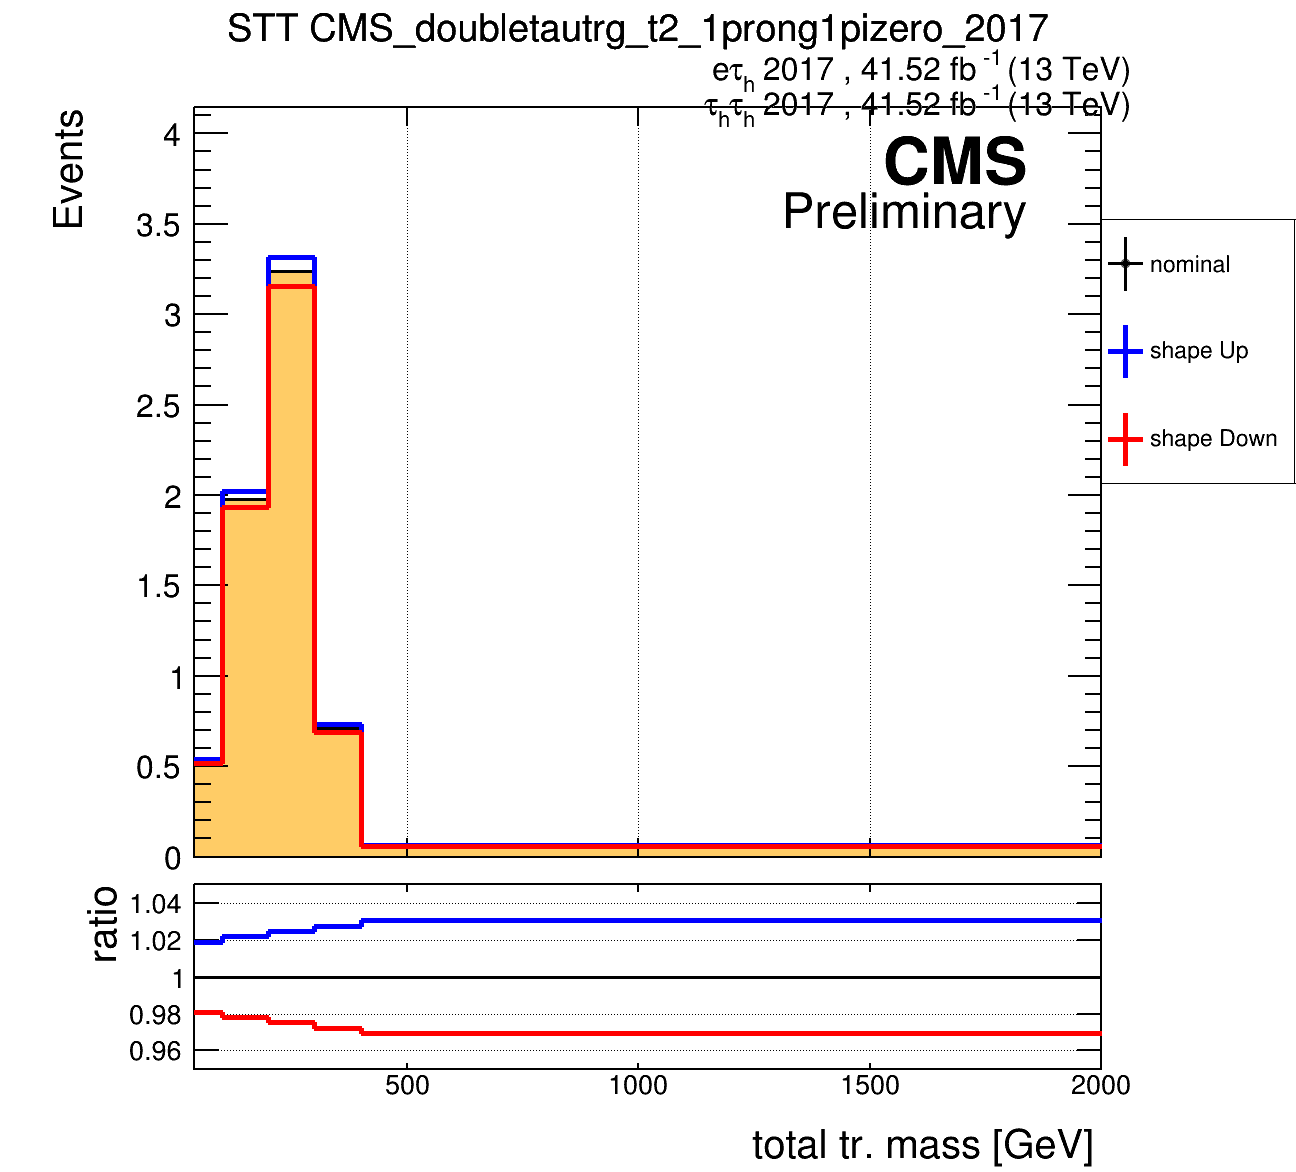 STT CMS_doubletautrg_t2_1prong1pizero_2017
eτh 2017 , 41.52 fb-1 (13 TeV)
τhτh 2017 , 41.52 fb-1 (13 TeV)
CMS
Preliminary
Events
4
3.5
3
2.5
2
1.5
1
0.5
0
nominal
shape Up
shape Down
ratio
1.04
1.02
1
0.98
0.96
500 1000 1500 2000
total tr. mass [GeV]